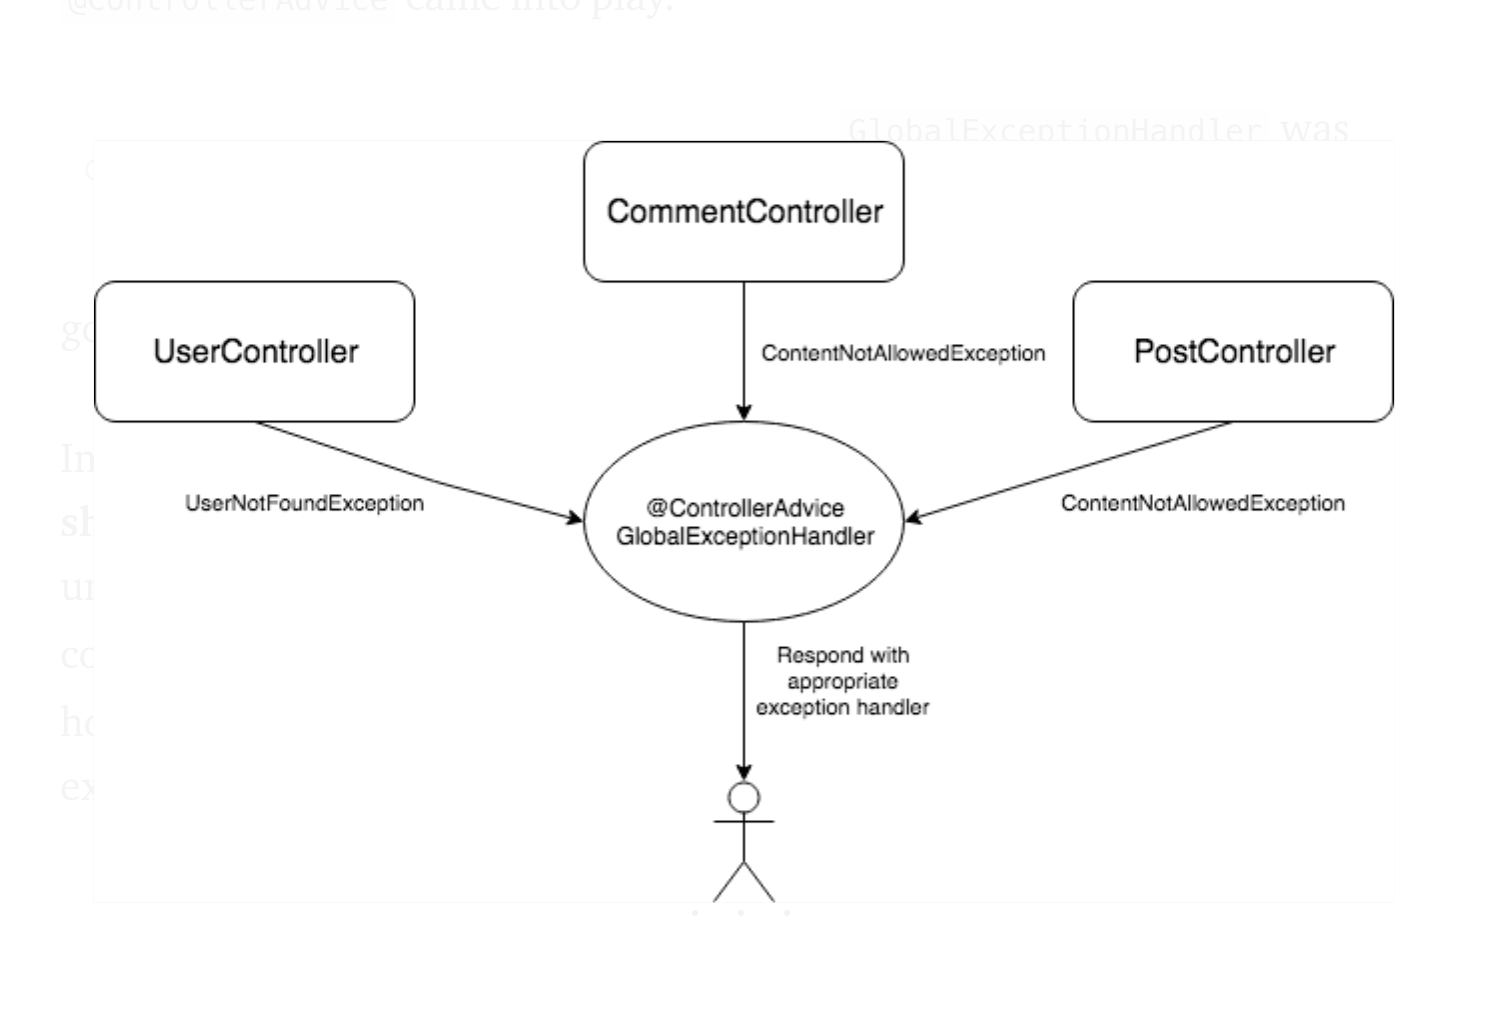 @ControllerAdvice came into play.
GlobalExceptionHandler was
CommentController
UserController
ContentNotAllowedException
PostController
UserNotFoundException
@ControllerAdvice
GlobalExceptionHandler
ContentNotAllowedException
Respond with
appropriate
exception handler